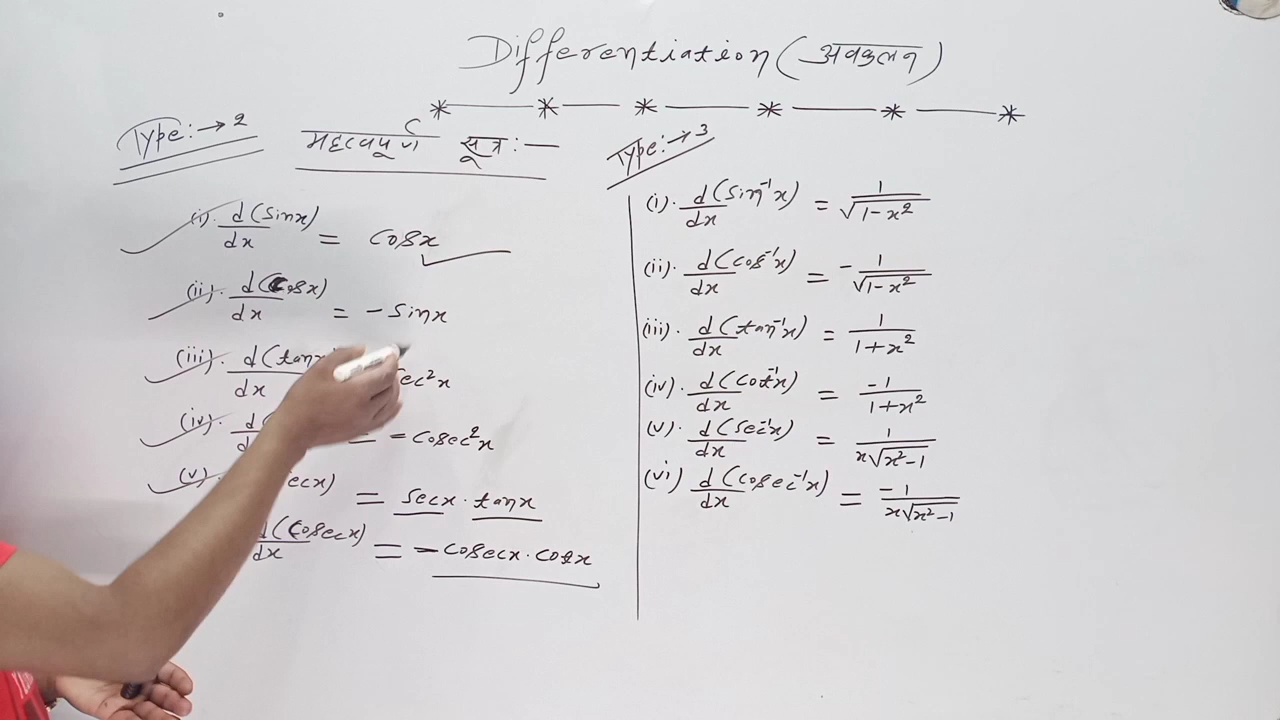 Differentiation (अवकलन)
Type:→2
महत्वपूर्ण सूत्र:—
(i). d(sinx)/dx = cosx
(ii). d(cosx)/dx = -sinx
(iii). d(tanx /dx sec²x
(iv). d( = -cosec²x
(v). secx) = secx . tanx
d(cosecx)/dx = -cosecx . cotx
Type:→3
(i). d(sin⁻¹x)/dx = 1/√1-x²
(ii). d(cos⁻¹x)/dx = -1/√1-x²
(iii). d(tan⁻¹x)/dx = 1/1+x²
(iv). d(cot⁻¹x)/dx = -1/1+x²
(v). d(sec⁻¹x)/dx = 1/x√x²-1
(vi) d(cosec⁻¹x)/dx = -1/x√x²-1